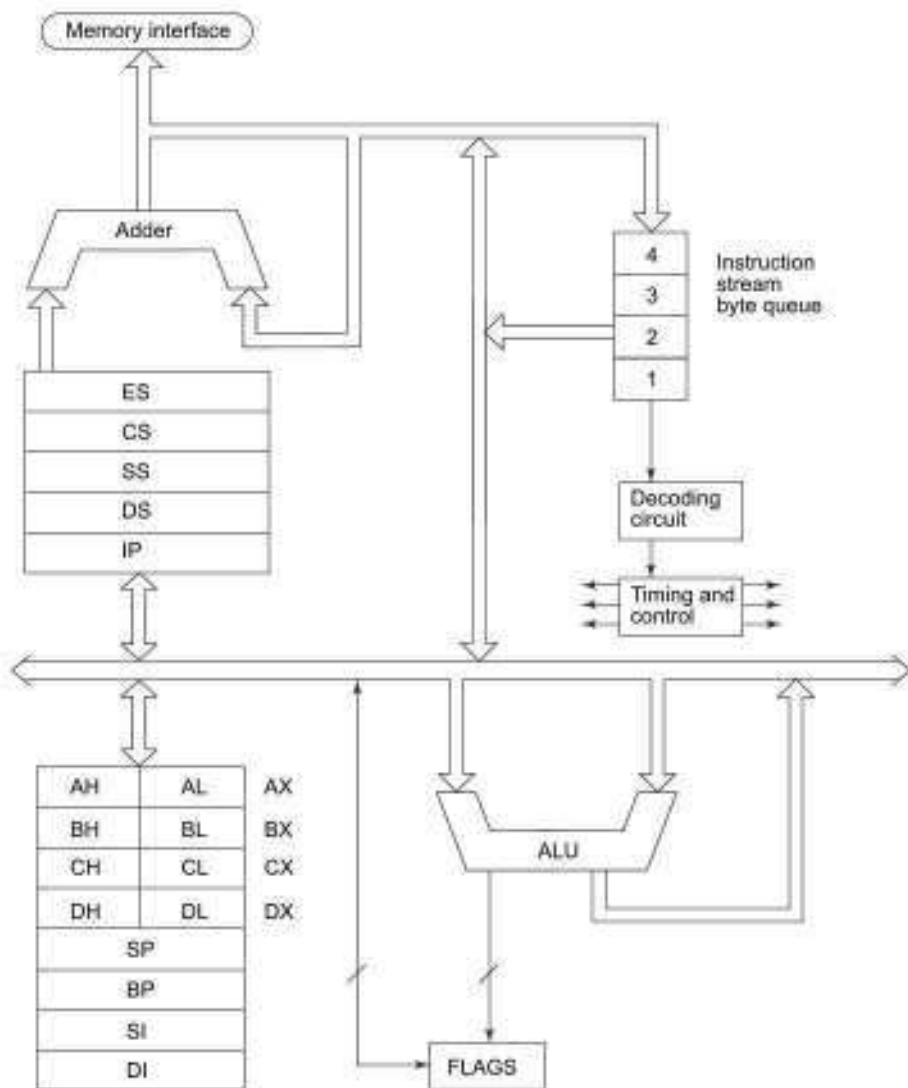 Memory interface
Adder
4
3
2
1
Instruction
stream
byte queue
ES
CS
SS
DS
IP
Decoding
circuit
Timing and
control
AH AL AX
BH BL BX
CH CL CX
DH DL DX
SP
BP
SI
DI
ALU
FLAGS